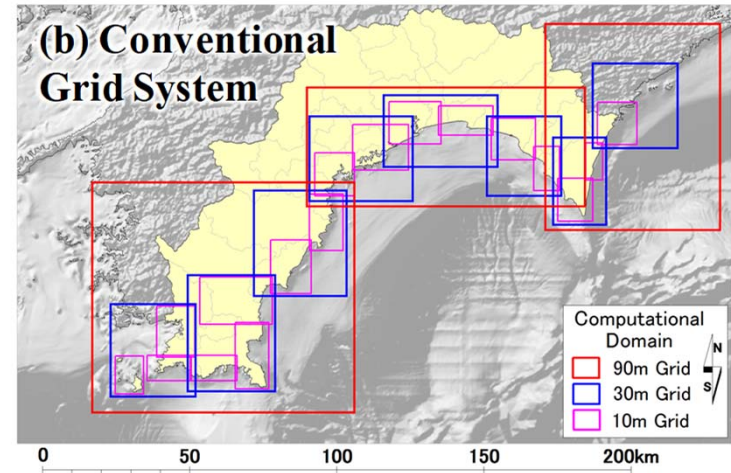 (b) Conventional
Grid System
Computational
Domain
90m Grid
30m Grid
10m Grid
N
S
0 50 100 150 200km